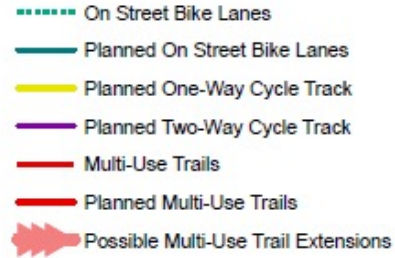 On Street Bike Lanes
Planned On Street Bike Lanes
Planned One-Way Cycle Track
Planned Two-Way Cycle Track
Multi-Use Trails
Planned Multi-Use Trails
Possible Multi-Use Trail Extensions